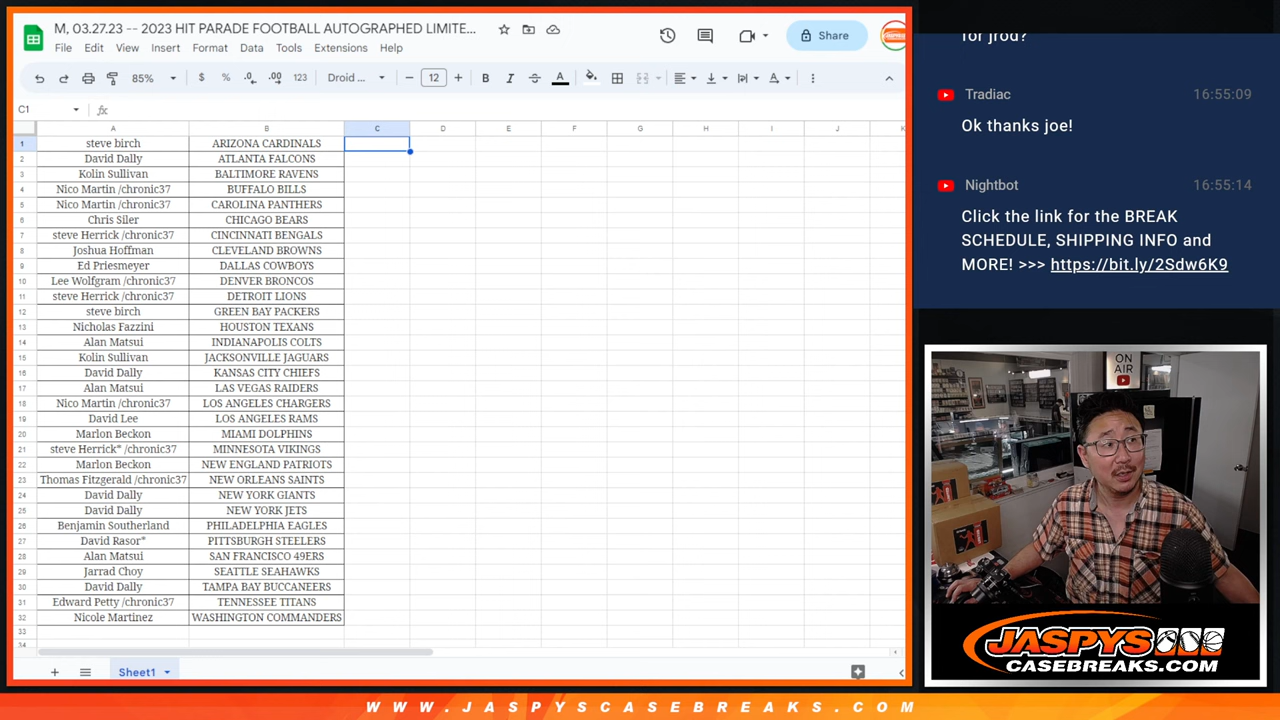 M, 03.27.23 -- 2023 HIT PARADE FOOTBALL AUTOGRAPHED LIMITE...
File Edit View Insert Format Data Tools Extensions Help
Share
85% $ % .0 .00 123 Droid ... 12 B I S A
C1 fx
A B C D E F G H I J K
1 steve birch ARIZONA CARDINALS
2 David Dally ATLANTA FALCONS
3 Kolin Sullivan BALTIMORE RAVENS
4 Nico Martin /chronic37 BUFFALO BILLS
5 Nico Martin /chronic37 CAROLINA PANTHERS
6 Chris Siler CHICAGO BEARS
7 steve Herrick /chronic37 CINCINNATI BENGALS
8 Joshua Hoffman CLEVELAND BROWNS
9 Ed Priesmeyer DALLAS COWBOYS
10 Lee Wolfgram /chronic37 DENVER BRONCOS
11 steve Herrick /chronic37 DETROIT LIONS
12 steve birch GREEN BAY PACKERS
13 Nicholas Fazzini HOUSTON TEXANS
14 Alan Matsui INDIANAPOLIS COLTS
15 Kolin Sullivan JACKSONVILLE JAGUARS
16 David Dally KANSAS CITY CHIEFS
17 Alan Matsui LAS VEGAS RAIDERS
18 Nico Martin /chronic37 LOS ANGELES CHARGERS
19 David Lee LOS ANGELES RAMS
20 Marlon Beckon MIAMI DOLPHINS
21 steve Herrick* /chronic37 MINNESOTA VIKINGS
22 Marlon Beckon NEW ENGLAND PATRIOTS
23 Thomas Fitzgerald /chronic37 NEW ORLEANS SAINTS
24 David Dally NEW YORK GIANTS
25 David Dally NEW YORK JETS
26 Benjamin Southerland PHILADELPHIA EAGLES
27 David Rasor* PITTSBURGH STEELERS
28 Alan Matsui SAN FRANCISCO 49ERS
29 Jarrad Choy SEATTLE SEAHAWKS
30 David Dally TAMPA BAY BUCCANEERS
31 Edward Petty /chronic37 TENNESSEE TITANS
32 Nicole Martinez WASHINGTON COMMANDERS
33
34
Sheet1
for jrod?
Tradiac 16:55:09
Ok thanks joe!
Nightbot 16:55:14
Click the link for the BREAK
SCHEDULE, SHIPPING INFO and
MORE! >>> https://bit.ly/2Sdw6K9
ON
AIR
JASPYS
CASEBREAKS.COM
WWW.JASPYSCASEBREAKS.COM